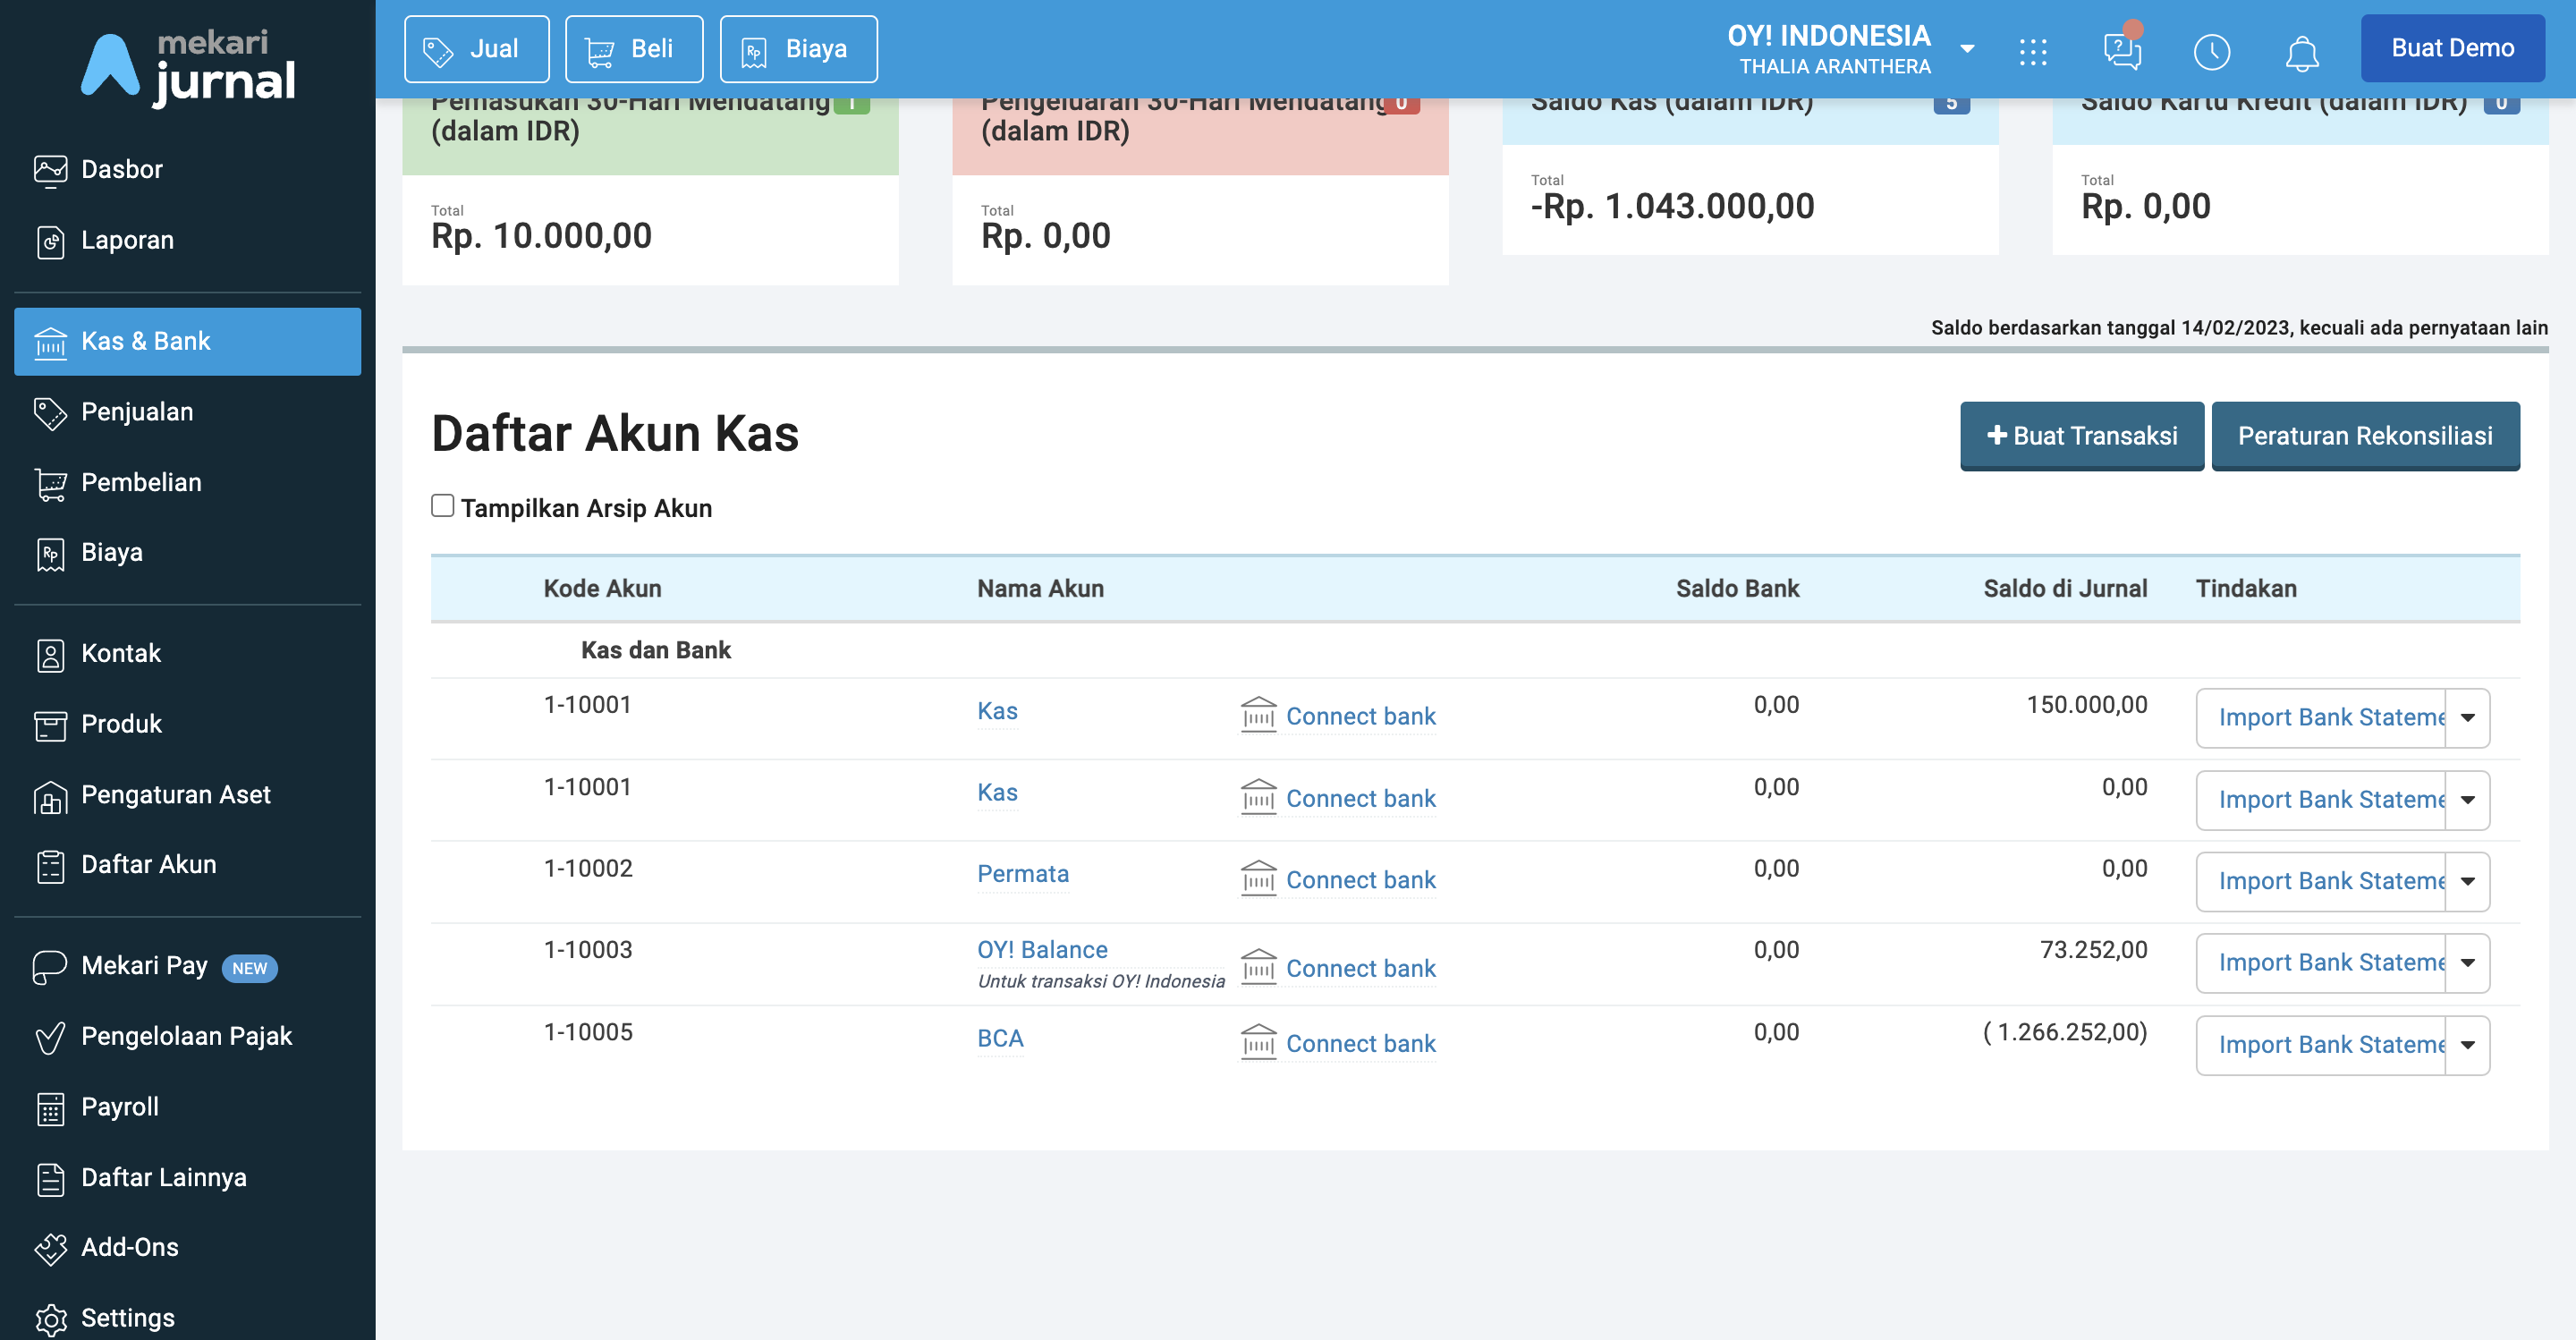 mekari
jurnal
Dasbor
Laporan
Kas & Bank
Penjualan
Pembelian
Biaya
Kontak
Produk
Pengaturan Aset
Daftar Akun
Mekari Pay NEW
Pengelolaan Pajak
Payroll
Daftar Lainnya
Add-Ons
Settings
Jual
Beli
Biaya
OY! INDONESIA
THALIA ARANTHERA
Buat Demo
Pemasukan 30-Hari Mendatang 1
(dalam IDR)
Total
Rp. 10.000,00
Pengeluaran 30-Hari Mendatang 0
(dalam IDR)
Total
Rp. 0,00
Saldo Kas (dalam IDR) 5
Total
-Rp. 1.043.000,00
Saldo Kartu Kredit (dalam IDR) 0
Total
Rp. 0,00
Saldo berdasarkan tanggal 14/02/2023, kecuali ada pernyataan lain
Daftar Akun Kas
+ Buat Transaksi
Peraturan Rekonsiliasi
Tampilkan Arsip Akun
Kode Akun Nama Akun Saldo Bank Saldo di Jurnal Tindakan
Kas dan Bank
1-10001 Kas Connect bank 0,00 150.000,00 Import Bank Stateme
1-10001 Kas Connect bank 0,00 0,00 Import Bank Stateme
1-10002 Permata Connect bank 0,00 0,00 Import Bank Stateme
1-10003 OY! Balance Connect bank 0,00 73.252,00 Import Bank Stateme
Untuk transaksi OY! Indonesia
1-10005 BCA Connect bank 0,00 ( 1.266.252,00) Import Bank Stateme